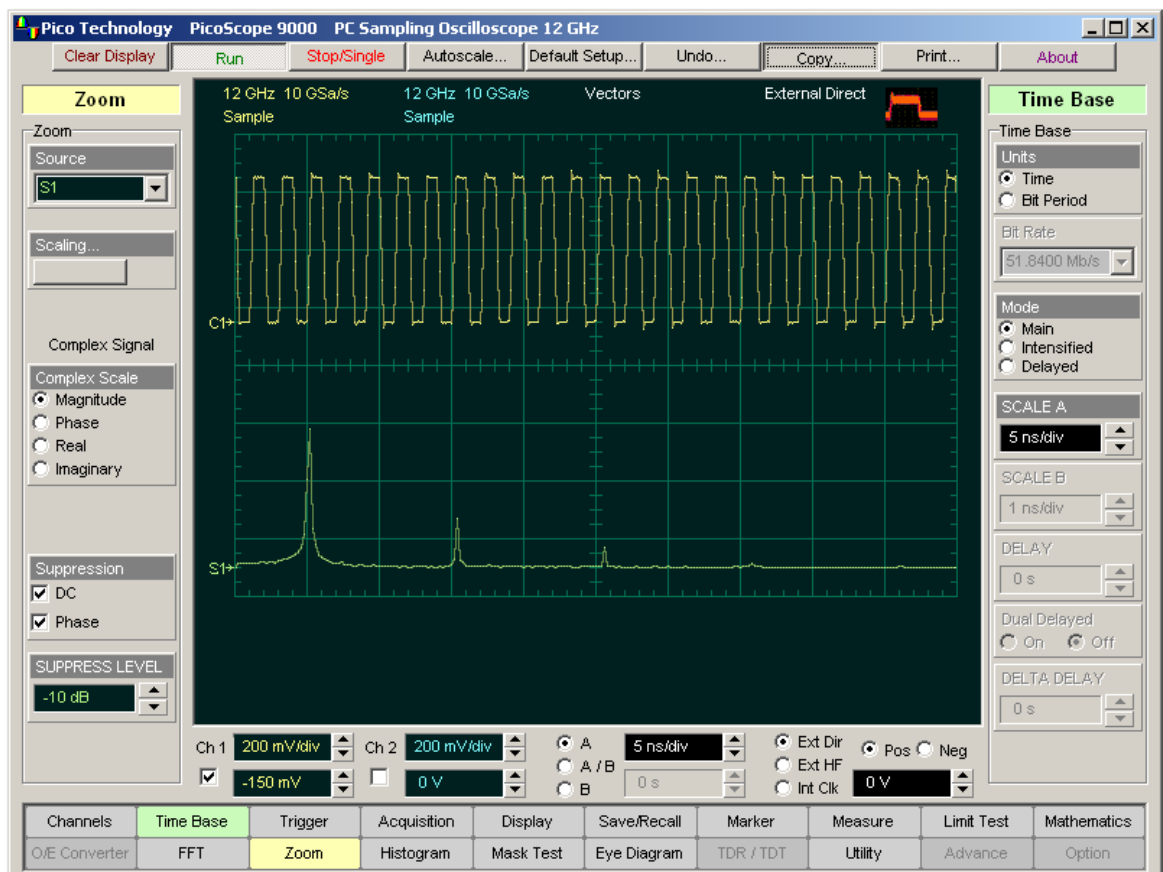 Pico Technology PicoScope 9000 PC Sampling Oscilloscope 12 GHz
Clear Display Run Stop/Single Autoscale... Default Setup... Undo... Copy... Print... About
Zoom
Zoom
Source
S1
Scaling...
Complex Signal
Complex Scale
Magnitude
Phase
Real
Imaginary
Suppression
DC
Phase
SUPPRESS LEVEL
-10 dB
12 GHz 10 GSa/s 12 GHz 10 GSa/s Vectors External Direct
Sample Sample
C1
S1
Time Base
Time Base
Units
Time
Bit Period
Bit Rate
51.8400 Mb/s
Mode
Main
Intensified
Delayed
SCALE A
5 ns/div
SCALE B
1 ns/div
DELAY
0 s
Dual Delayed
On Off
DELTA DELAY
0 s
Ch 1 200 mV/div Ch 2 200 mV/div A 5 ns/div Ext Dir Pos Neg
A / B Ext HF
-150 mV 0 V B 0 s Int Clk 0 V
Channels Time Base Trigger Acquisition Display Save/Recall Marker Measure Limit Test Mathematics
O/E Converter FFT Zoom Histogram Mask Test Eye Diagram TDR / TDT Utility Advance Option